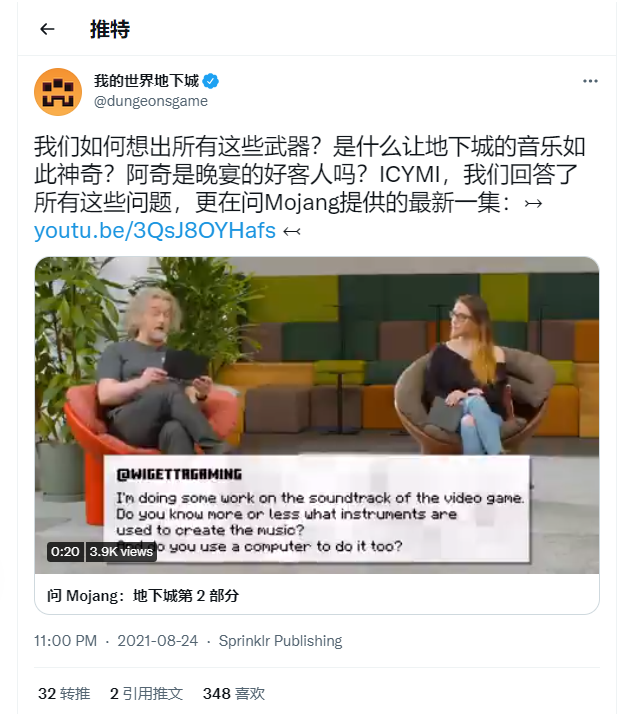 推特
我的世界地下城
@dungeonsgame
我们如何想出所有这些武器？是什么让地下城的音乐如
此神奇？阿奇是晚宴的好客人吗？ICYMI，我们回答了
所有这些问题，更在问Mojang提供的最新一集：↣
youtu.be/3QsJ8OYHafs ↢
@WIGETTAGAMING
I'm doing some work on the soundtrack of the video game.
Do you know more or less what instruments are
used to create the music?
do you use a computer to do it too?
0:20 3.9K views
问 Mojang：地下城第 2 部分
11:00 PM · 2021-08-24 · Sprinklr Publishing
32 转推 2 引用推文 348 喜欢